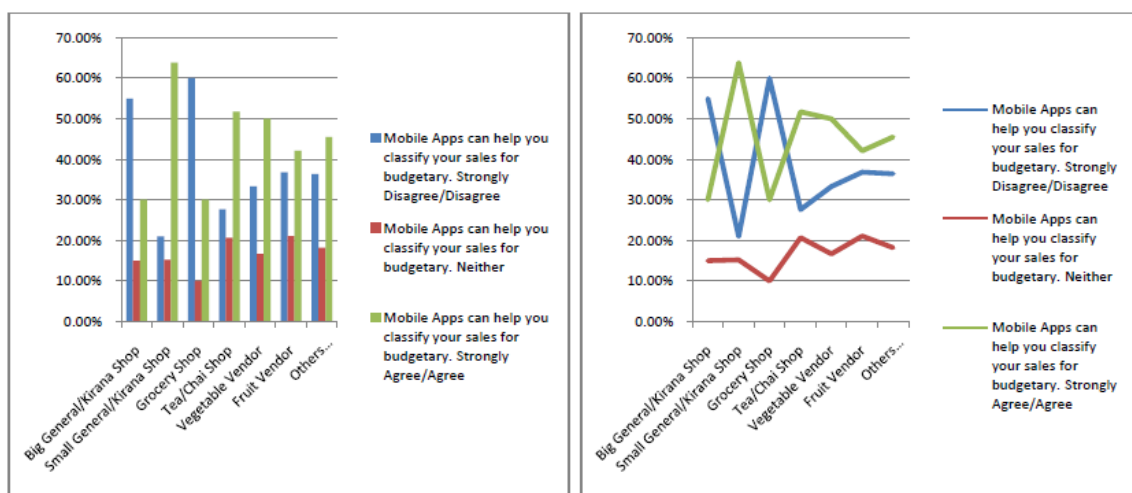 70.00%
60.00%
50.00%
40.00%
30.00%
20.00%
10.00%
0.00%
Big General/Kirana Shop
Small General/Kirana Shop
Grocery Shop
Tea/Chai Shop
Vegetable Vendor
Fruit Vendor
Others...
Mobile Apps can help you
classify your sales for
budgetary. Strongly
Disagree/Disagree
Mobile Apps can help you
classify your sales for
budgetary. Neither
Mobile Apps can help you
classify your sales for
budgetary. Strongly
Agree/Agree
70.00%
60.00%
50.00%
40.00%
30.00%
20.00%
10.00%
0.00%
Big General/Kirana Shop
Small General/Kirana Shop
Grocery Shop
Tea/Chai Shop
Vegetable Vendor
Fruit Vendor
Others...
Mobile Apps can
help you classify
your sales for
budgetary. Strongly
Disagree/Disagree
Mobile Apps can
help you classify
your sales for
budgetary. Neither
Mobile Apps can
help you classify
your sales for
budgetary. Strongly
Agree/Agree